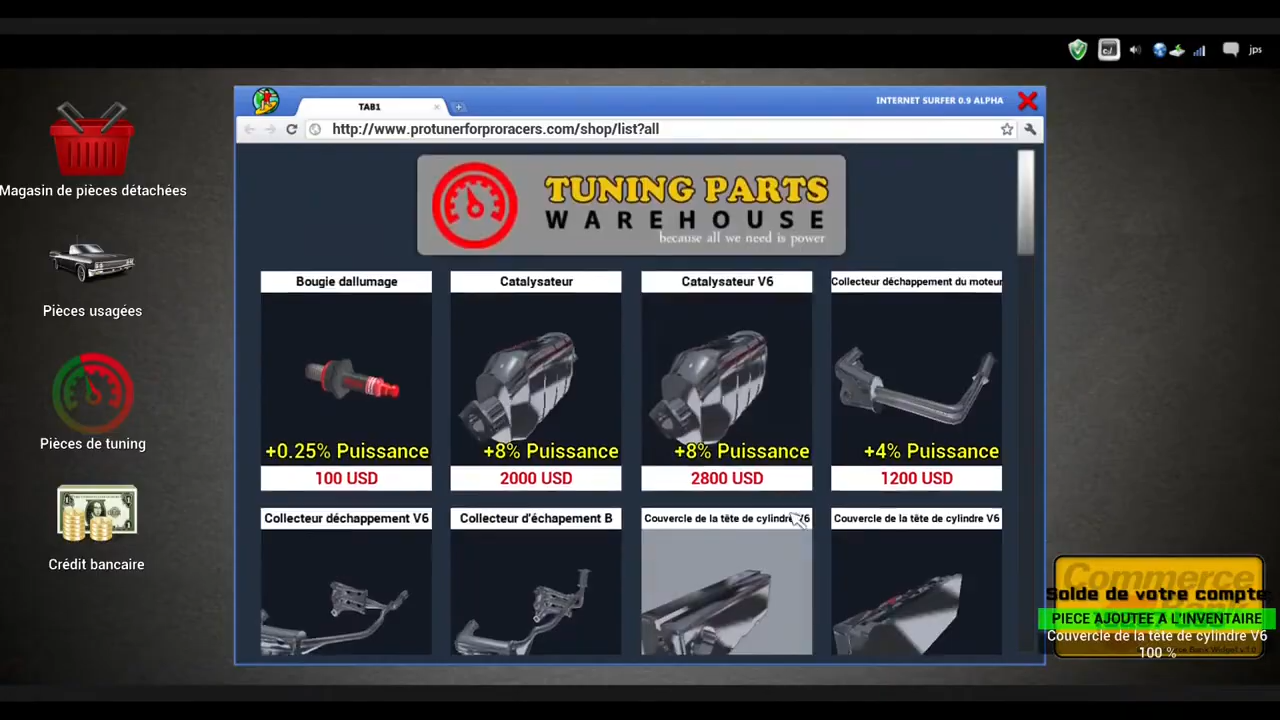 jps
TAB1
INTERNET SURFER 0.9 ALPHA
http://www.protunerforproracers.com/shop/list?all
Magasin de pièces détachées
Pièces usagées
Pièces de tuning
Crédit bancaire
TUNING PARTS
WAREHOUSE
because all we need is power
Bougie dallumage
+0.25% Puissance
100 USD
Catalysateur
+8% Puissance
2000 USD
Catalysateur V6
+8% Puissance
2800 USD
Collecteur déchappement du moteur
+4% Puissance
1200 USD
Collecteur déchappement V6
Collecteur d'échapement B
Couvercle de la tête de cylindre V6
Couvercle de la tête de cylindre V6
Commerce
Solde de votre compte:
PIECE AJOUTEE A L'INVENTAIRE
Couvercle de la tête de cylindre V6
100 %